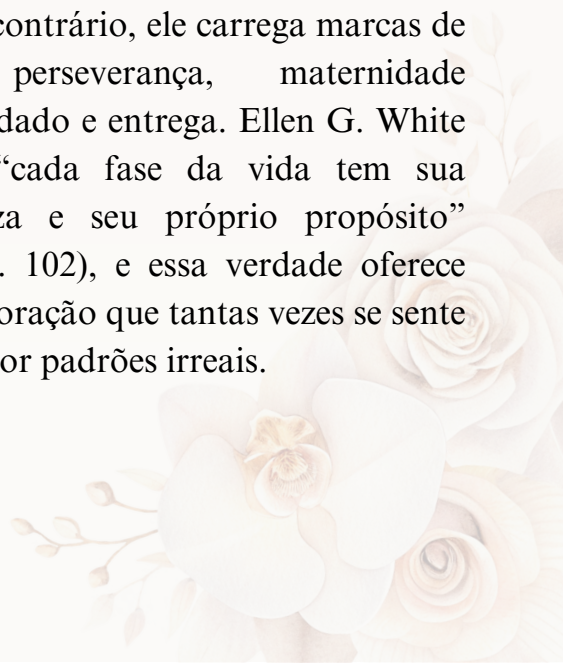 contrário, ele carrega marcas de
perseverança, maternidade
dado e entrega. Ellen G. White
“cada fase da vida tem sua
za e seu próprio propósito”
. 102), e essa verdade oferece
oração que tantas vezes se sente
or padrões irreais.